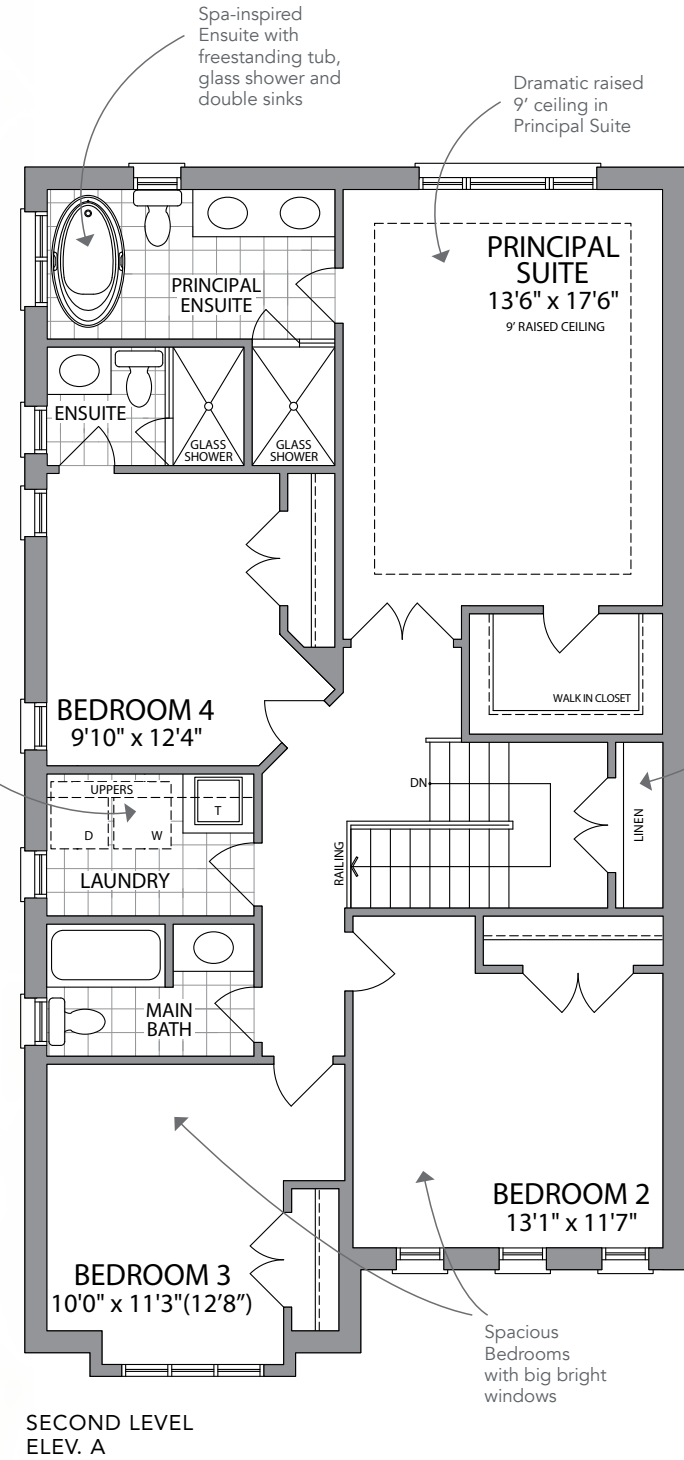 Spa-inspired
Ensuite with
freestanding tub,
glass shower and
double sinks
Dramatic raised
9’ ceiling in
Principal Suite
PRINCIPAL
SUITE
13'6" x 17'6"
9’ RAISED CEILING
PRINCIPAL
ENSUITE
ENSUITE
GLASS
SHOWER
GLASS
SHOWER
WALK IN CLOSET
BEDROOM 4
9'10" x 12'4"
UPPERS
D
W
T
LAUNDRY
DN
RAILING
LINEN
MAIN
BATH
BEDROOM 2
13'1" x 11'7"
BEDROOM 3
10'0" x 11'3"(12’8”)
Spacious
Bedrooms
with big bright
windows
SECOND LEVEL
ELEV. A